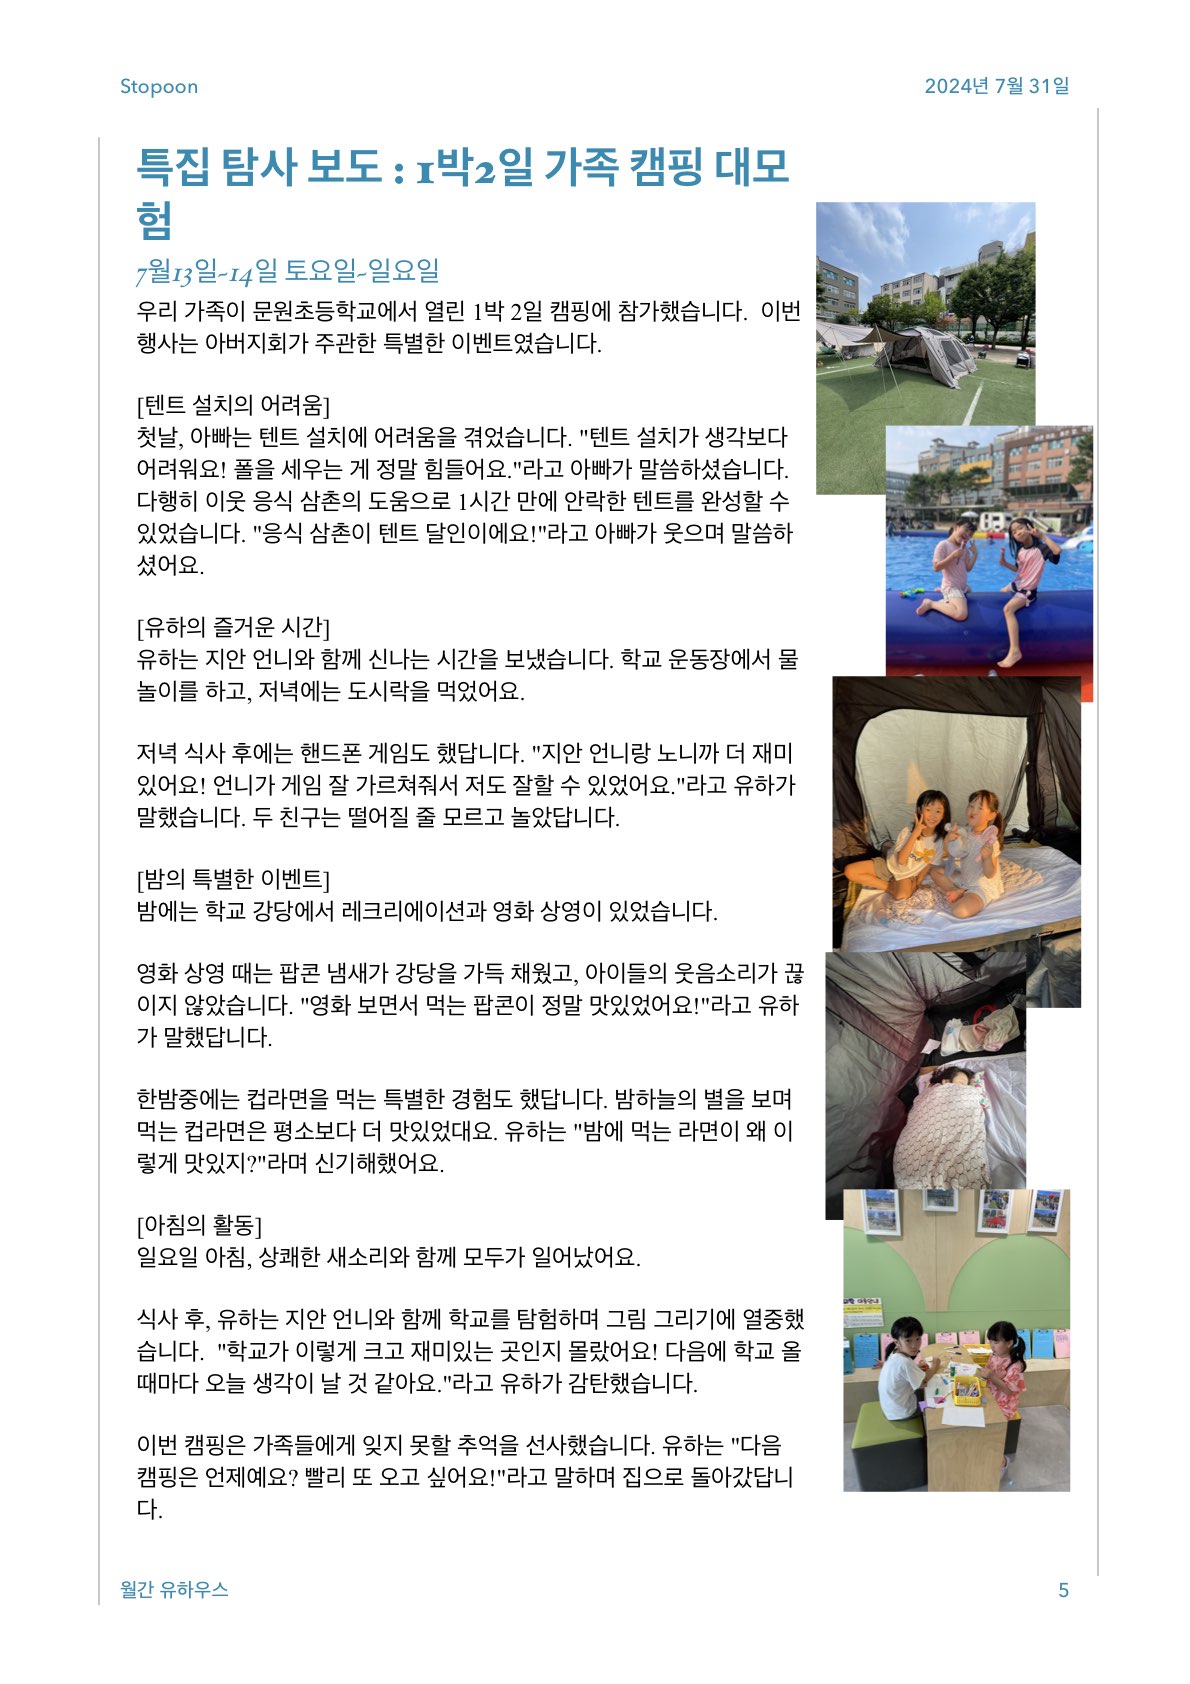 Stopoon
2024년 7월 31일
특집 탐사 보도 : 1박2일 가족 캠핑 대모
험
7월13일~14일 토요일~일요일
우리 가족이 문원초등학교에서 열린 1박 2일 캠핑에 참가했습니다.  이번
행사는 아버지회가 주관한 특별한 이벤트였습니다.
[텐트 설치의 어려움]
첫날, 아빠는 텐트 설치에 어려움을 겪었습니다. "텐트 설치가 생각보다
어려워요! 폴을 세우는 게 정말 힘들어요."라고 아빠가 말씀하셨습니다.
다행히 이웃 응식 삼촌의 도움으로 1시간 만에 안락한 텐트를 완성할 수
있었습니다. "응식 삼촌이 텐트 달인이에요!"라고 아빠가 웃으며 말씀하
셨어요.
[유하의 즐거운 시간]
유하는 지안 언니와 함께 신나는 시간을 보냈습니다. 학교 운동장에서 물
놀이를 하고, 저녁에는 도시락을 먹었어요.
저녁 식사 후에는 핸드폰 게임도 했답니다. "지안 언니랑 노니까 더 재미
있어요! 언니가 게임 잘 가르쳐줘서 저도 잘할 수 있었어요."라고 유하가
말했습니다. 두 친구는 떨어질 줄 모르고 놀았답니다.
[밤의 특별한 이벤트]
밤에는 학교 강당에서 레크리에이션과 영화 상영이 있었습니다.
영화 상영 때는 팝콘 냄새가 강당을 가득 채웠고, 아이들의 웃음소리가 끊
이지 않았습니다. "영화 보면서 먹는 팝콘이 정말 맛있었어요!"라고 유하
가 말했답니다.
한밤중에는 컵라면을 먹는 특별한 경험도 했답니다. 밤하늘의 별을 보며
먹는 컵라면은 평소보다 더 맛있었대요. 유하는 "밤에 먹는 라면이 왜 이
렇게 맛있지?"라며 신기해했어요.
[아침의 활동]
일요일 아침, 상쾌한 새소리와 함께 모두가 일어났어요.
식사 후, 유하는 지안 언니와 함께 학교를 탐험하며 그림 그리기에 열중했
습니다.  "학교가 이렇게 크고 재미있는 곳인지 몰랐어요! 다음에 학교 올
때마다 오늘 생각이 날 것 같아요."라고 유하가 감탄했습니다.
이번 캠핑은 가족들에게 잊지 못할 추억을 선사했습니다. 유하는 "다음
캠핑은 언제예요? 빨리 또 오고 싶어요!"라고 말하며 집으로 돌아갔답니
다.
월간 유하우스
5